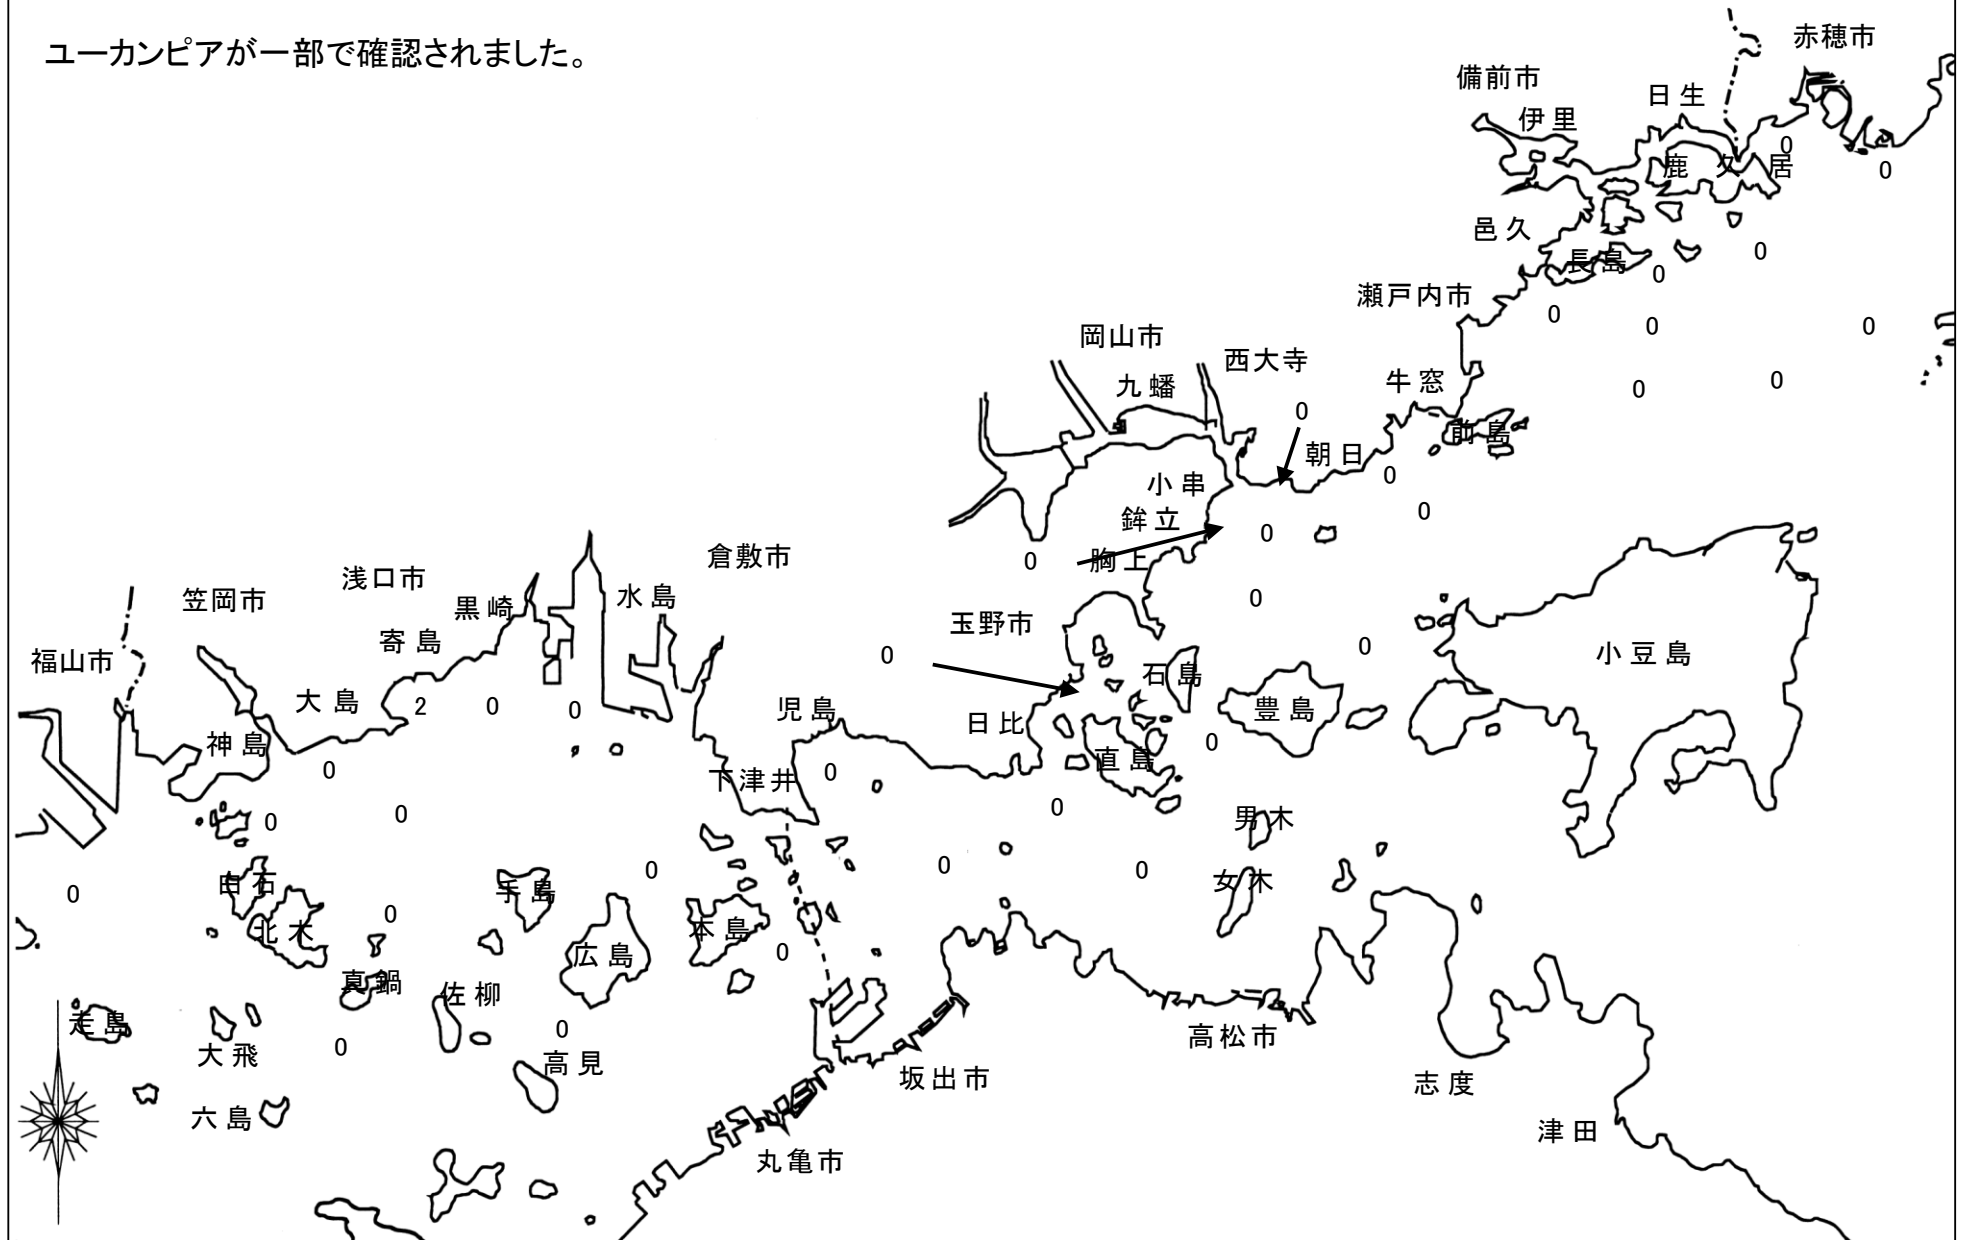 ユーカンピアが一部で確認されました。
赤穂市
備前市
日生
伊里
0
鹿久居
0
邑久
0
長島
0
瀬戸内市
0
0
0
岡山市
西大寺
九蟠
牛窓
0
0
0
前島
朝日
0
小串
鉾立
0
0
胸上
0
倉敷市
浅口市
笠岡市
黒崎
水島
0
玉野市
寄島
福山市
0
0
小豆島
石島
大島
2
0
0
児島
日比
豊島
神島
0
直島
0
下津井
0
0
0
0
男木
0
0
0
白石
手島
女木
0
0
北木
本島
広島
0
真鍋
佐柳
走島
0
高松市
大飛
0
高見
坂出市
志度
六島
津田
丸亀市